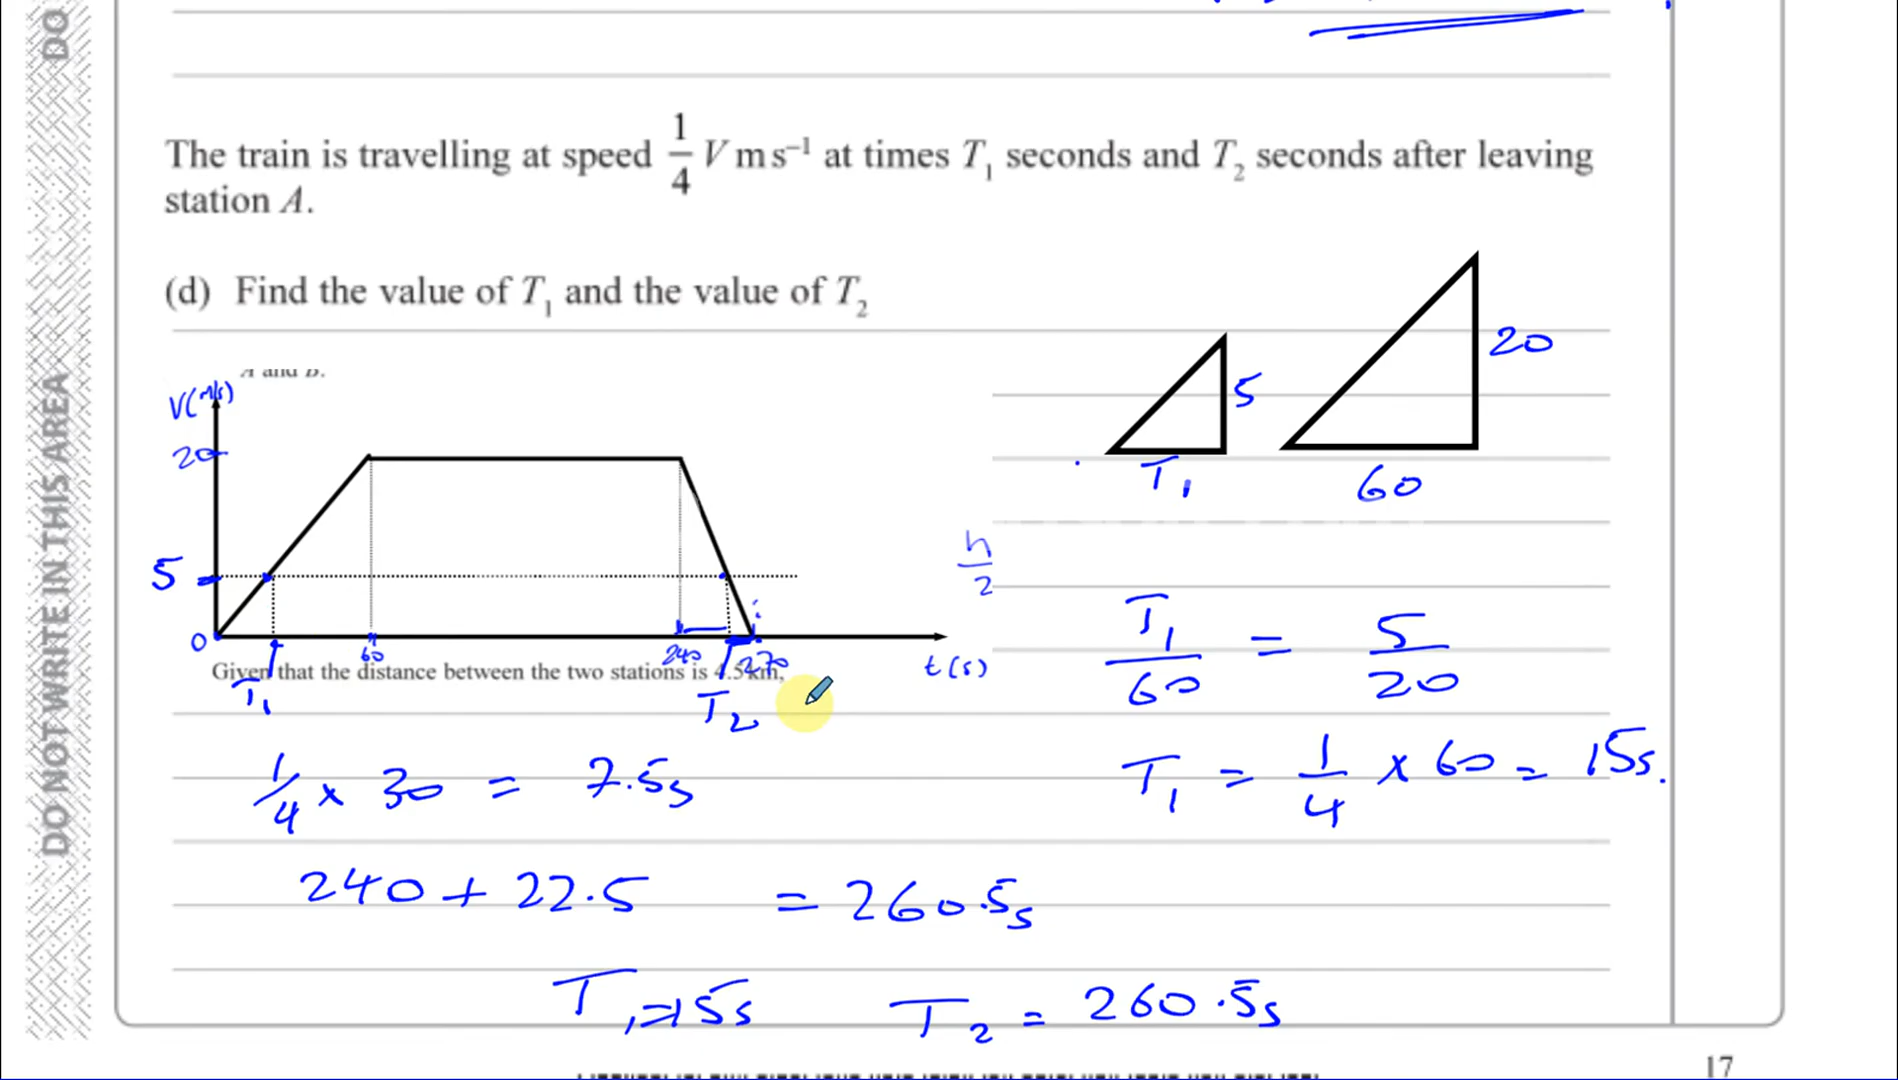 DO
DO NOT WRITE IN THIS AREA
The train is travelling at speed 1/4 V m s⁻¹ at times T₁ seconds and T₂ seconds after leaving
station A.
(d) Find the value of T₁ and the value of T₂
A and B.
V(m/s)
20
5
0
60
240
270
t(s)
T₁
T₂
Given that the distance between the two stations is 4.5km,
5
T₁
20
60
h/2
T₁/60 = 5/20
T₁ = 1/4 × 60 = 15s.
1/4 × 30 = 7.5s
240 + 22.5 = 260.5s
T₁ = 15s T₂ = 260.5s
17